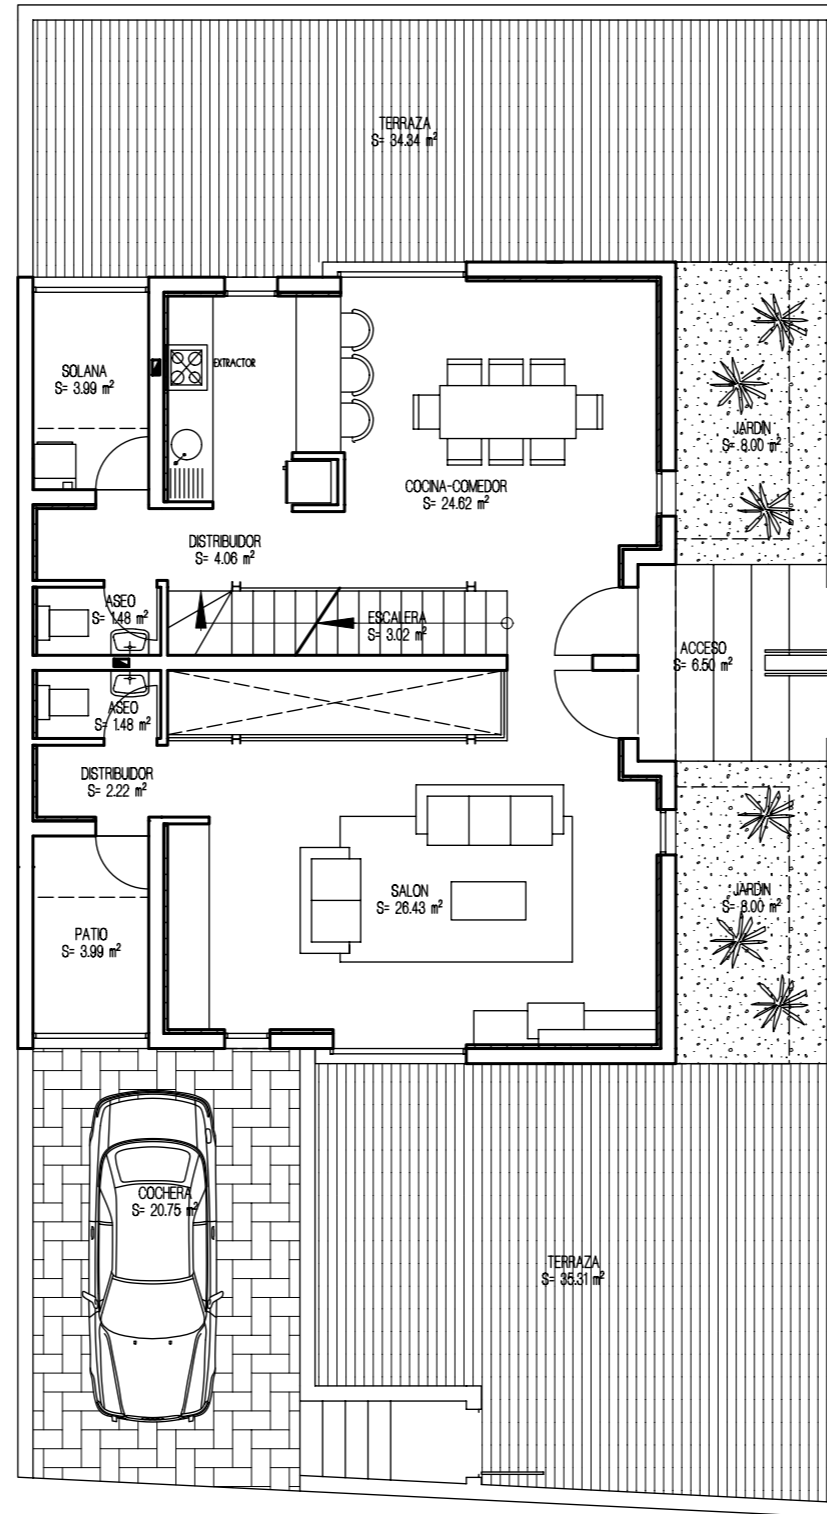 TERRAZA
S= 34.34 m²
SOLANA
S= 3.99 m²
EXTRACTOR
JARDIN
S= 8.00 m²
COCINA-COMEDOR
S= 24.62 m²
DISTRIBUIDOR
S= 4.06 m²
ASEO
S= 1.48 m²
ESCALERA
S= 3.02 m²
ACCESO
S= 6.50 m²
ASEO
S= 1.48 m²
DISTRIBUIDOR
S= 2.22 m²
SALON
S= 26.43 m²
JARDIN
S= 8.00 m²
PATIO
S= 3.99 m²
COCHERA
S= 20.75 m²
TERRAZA
S= 35.31 m²